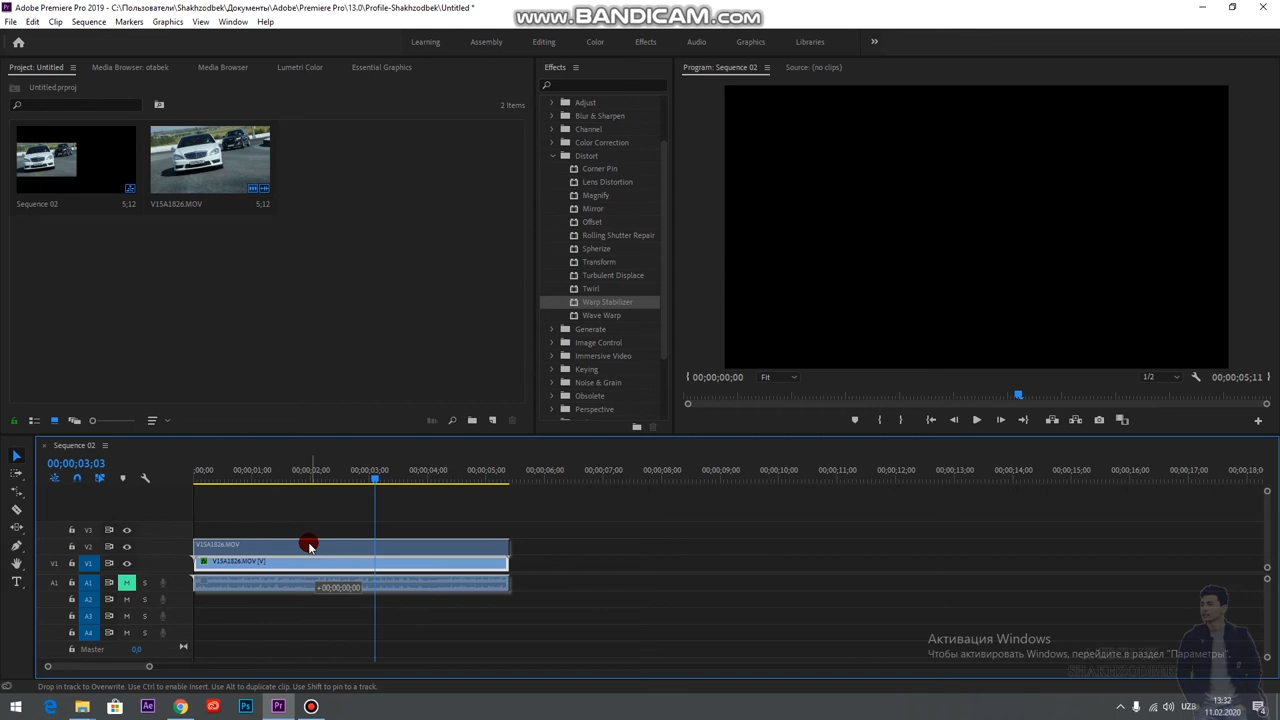 Adobe Premiere Pro 2019 - C:\Пользователи\Shakhzodbek\Документы\Adobe\Premiere Pro\13.0\Profile-Shakhzodbek\Untitled *
www.BANDICAM.com
File Edit Clip Sequence Markers Graphics View Window Help
Learning Assembly Editing Color Effects Audio Graphics Libraries
Project: Untitled Media Browser: otabek Media Browser Lumetri Color Essential Graphics
Untitled.prproj
2 Items
Sequence 02 5;12
V15A1826.MOV 5;12
Effects
Adjust
Blur & Sharpen
Channel
Color Correction
Distort
Corner Pin
Lens Distortion
Magnify
Mirror
Offset
Rolling Shutter Repair
Spherize
Transform
Turbulent Displace
Twirl
Warp Stabilizer
Wave Warp
Generate
Image Control
Immersive Video
Keying
Noise & Grain
Obsolete
Perspective
Program: Sequence 02 Source: (no clips)
00;00;00;00 Fit 1/2 00;00;05;11
Sequence 02
00;00;03;03
;00;00 00;00;01;00 00;00;02;00 00;00;03;00 00;00;04;00 00;00;05;00 00;00;06;00 00;00;07;00 00;00;08;00 00;00;09;00 00;00;10;00 00;00;11;00 00;00;12;00 00;00;13;00 00;00;14;00 00;00;15;00 00;00;16;00 00;00;17;00 00;00;18;0
V3
V2 V15A1826.MOV
V1 V1 V15A1826.MOV [V]
A1 A1 M S
+00;00;00;00
A2 M S
A3 M S
A4 M S
Master 0,0
Активация Windows
Чтобы активировать Windows, перейдите в раздел "Параметры".
SHAKHZODBEK
Drop in track to Overwrite. Use Ctrl to enable Insert. Use Alt to duplicate clip. Use Shift to pin to a track.
Ae Ps Pr UZB 13:32
11.02.2020 4